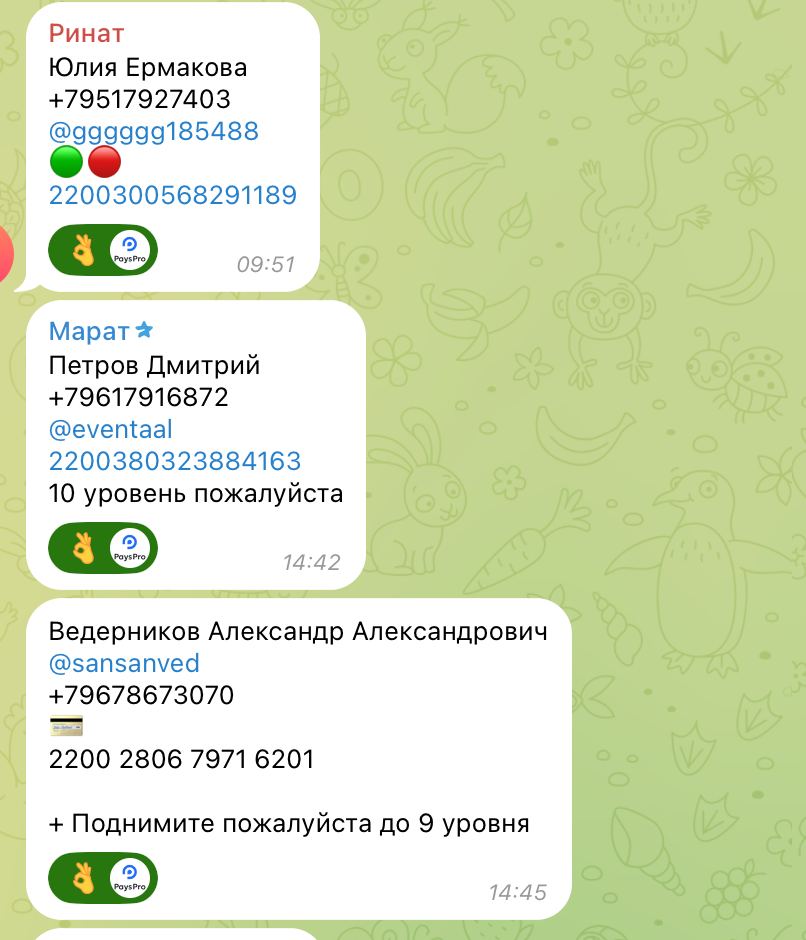 Ринат
Юлия Ермакова
+79517927403
@gggggg185488
2200300568291189
PaysPro
09:51
Марат
Петров Дмитрий
+79617916872
@eventaal
2200380323884163
10 уровень пожалуйста
PaysPro
14:42
Ведерников Александр Александрович
@sansanved
+79678673070
2200 2806 7971 6201
+ Поднимите пожалуйста до 9 уровня
PaysPro
14:45